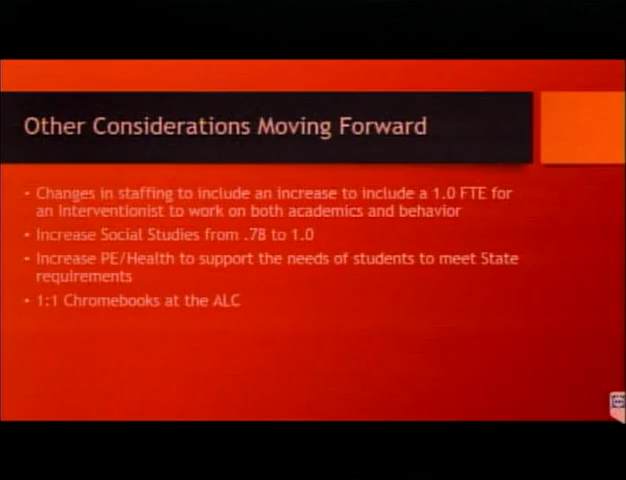 Other Considerations Moving Forward
• Changes in staffing to include an increase to include a 1.0 FTE for
an Interventionist to work on both academics and behavior
• Increase Social Studies from .78 to 1.0
• Increase PE/Health to support the needs of students to meet State
requirements
• 1:1 Chromebooks at the ALC